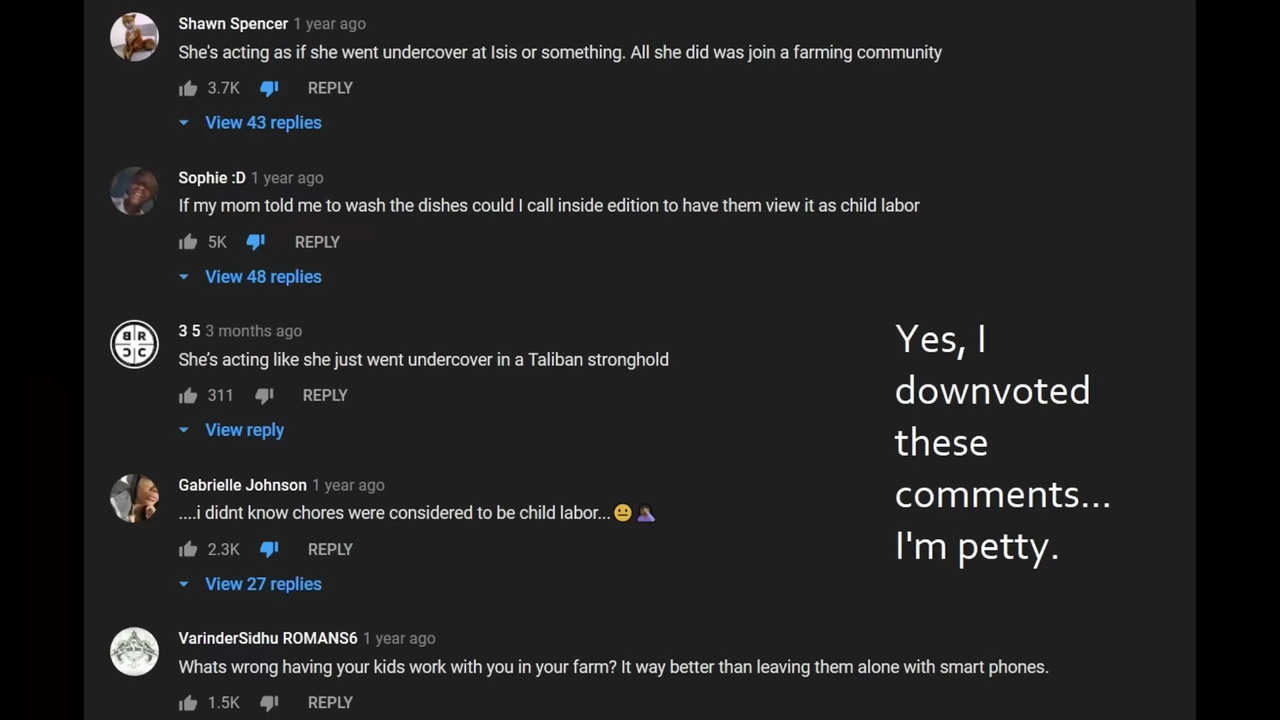 Shawn Spencer 1 year ago
She's acting as if she went undercover at Isis or something. All she did was join a farming community
3.7K REPLY
View 43 replies
Sophie :D 1 year ago
If my mom told me to wash the dishes could I call inside edition to have them view it as child labor
5K REPLY
View 48 replies
3 5 3 months ago
She’s acting like she just went undercover in a Taliban stronghold
311 REPLY
View reply
Gabrielle Johnson 1 year ago
....i didnt know chores were considered to be child labor...😐🤦🏿‍♀️
2.3K REPLY
View 27 replies
VarinderSidhu ROMANS6 1 year ago
Whats wrong having your kids work with you in your farm? It way better than leaving them alone with smart phones.
1.5K REPLY
Yes, I
downvoted
these
comments...
I'm petty.